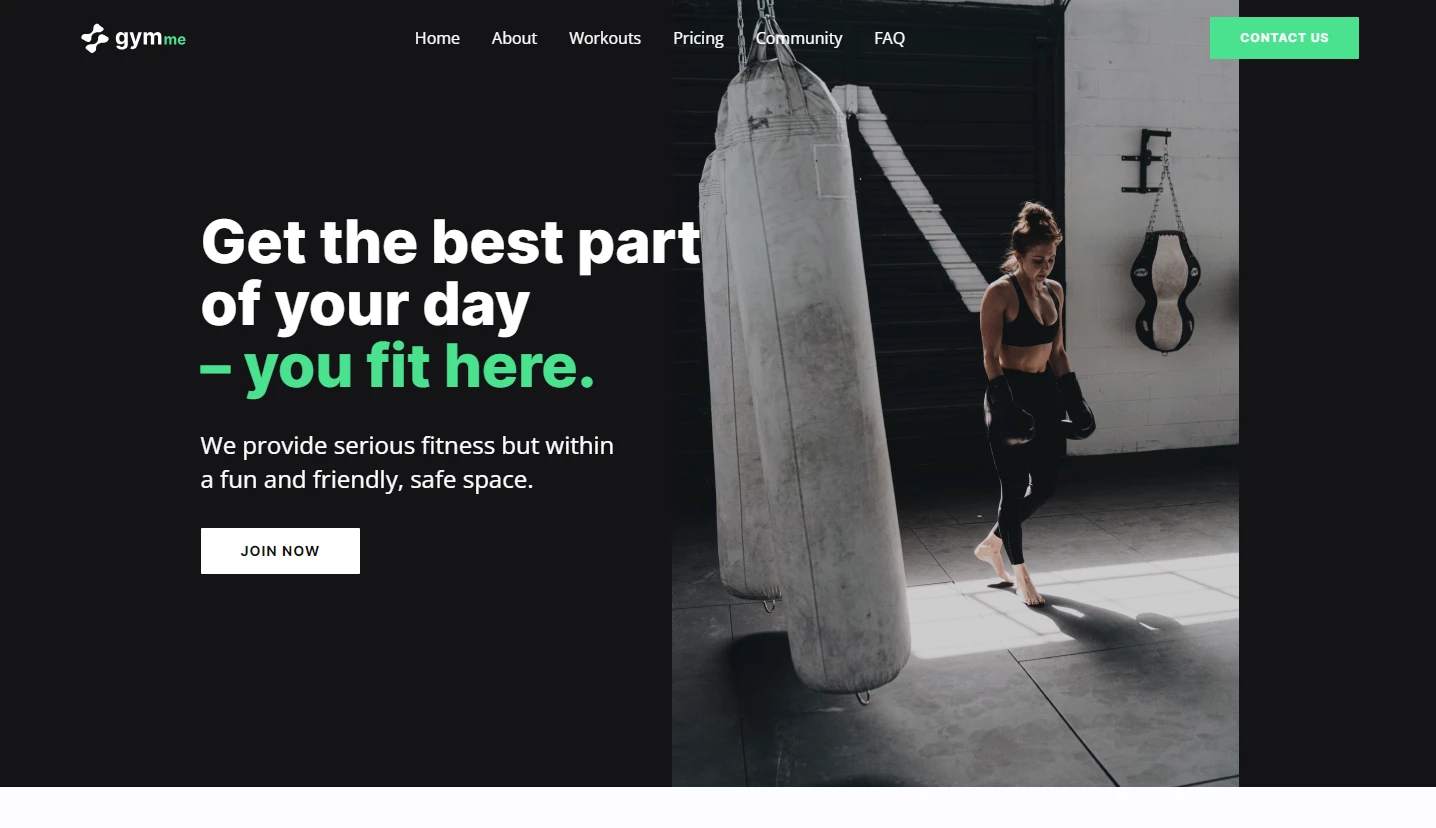 gymme
Home About Workouts Pricing Community FAQ
CONTACT US
Get the best part
of your day
– you fit here.
We provide serious fitness but within
a fun and friendly, safe space.
JOIN NOW